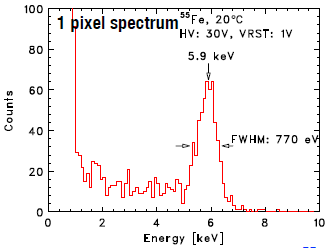 1 pixel spectrum
55Fe, 20°C
HV: 30V, VRST: 1V
5.9 keV
FWHM: 770 eV
Counts
100
80
60
40
20
0
0 2 4 6 8 10
Energy [keV]